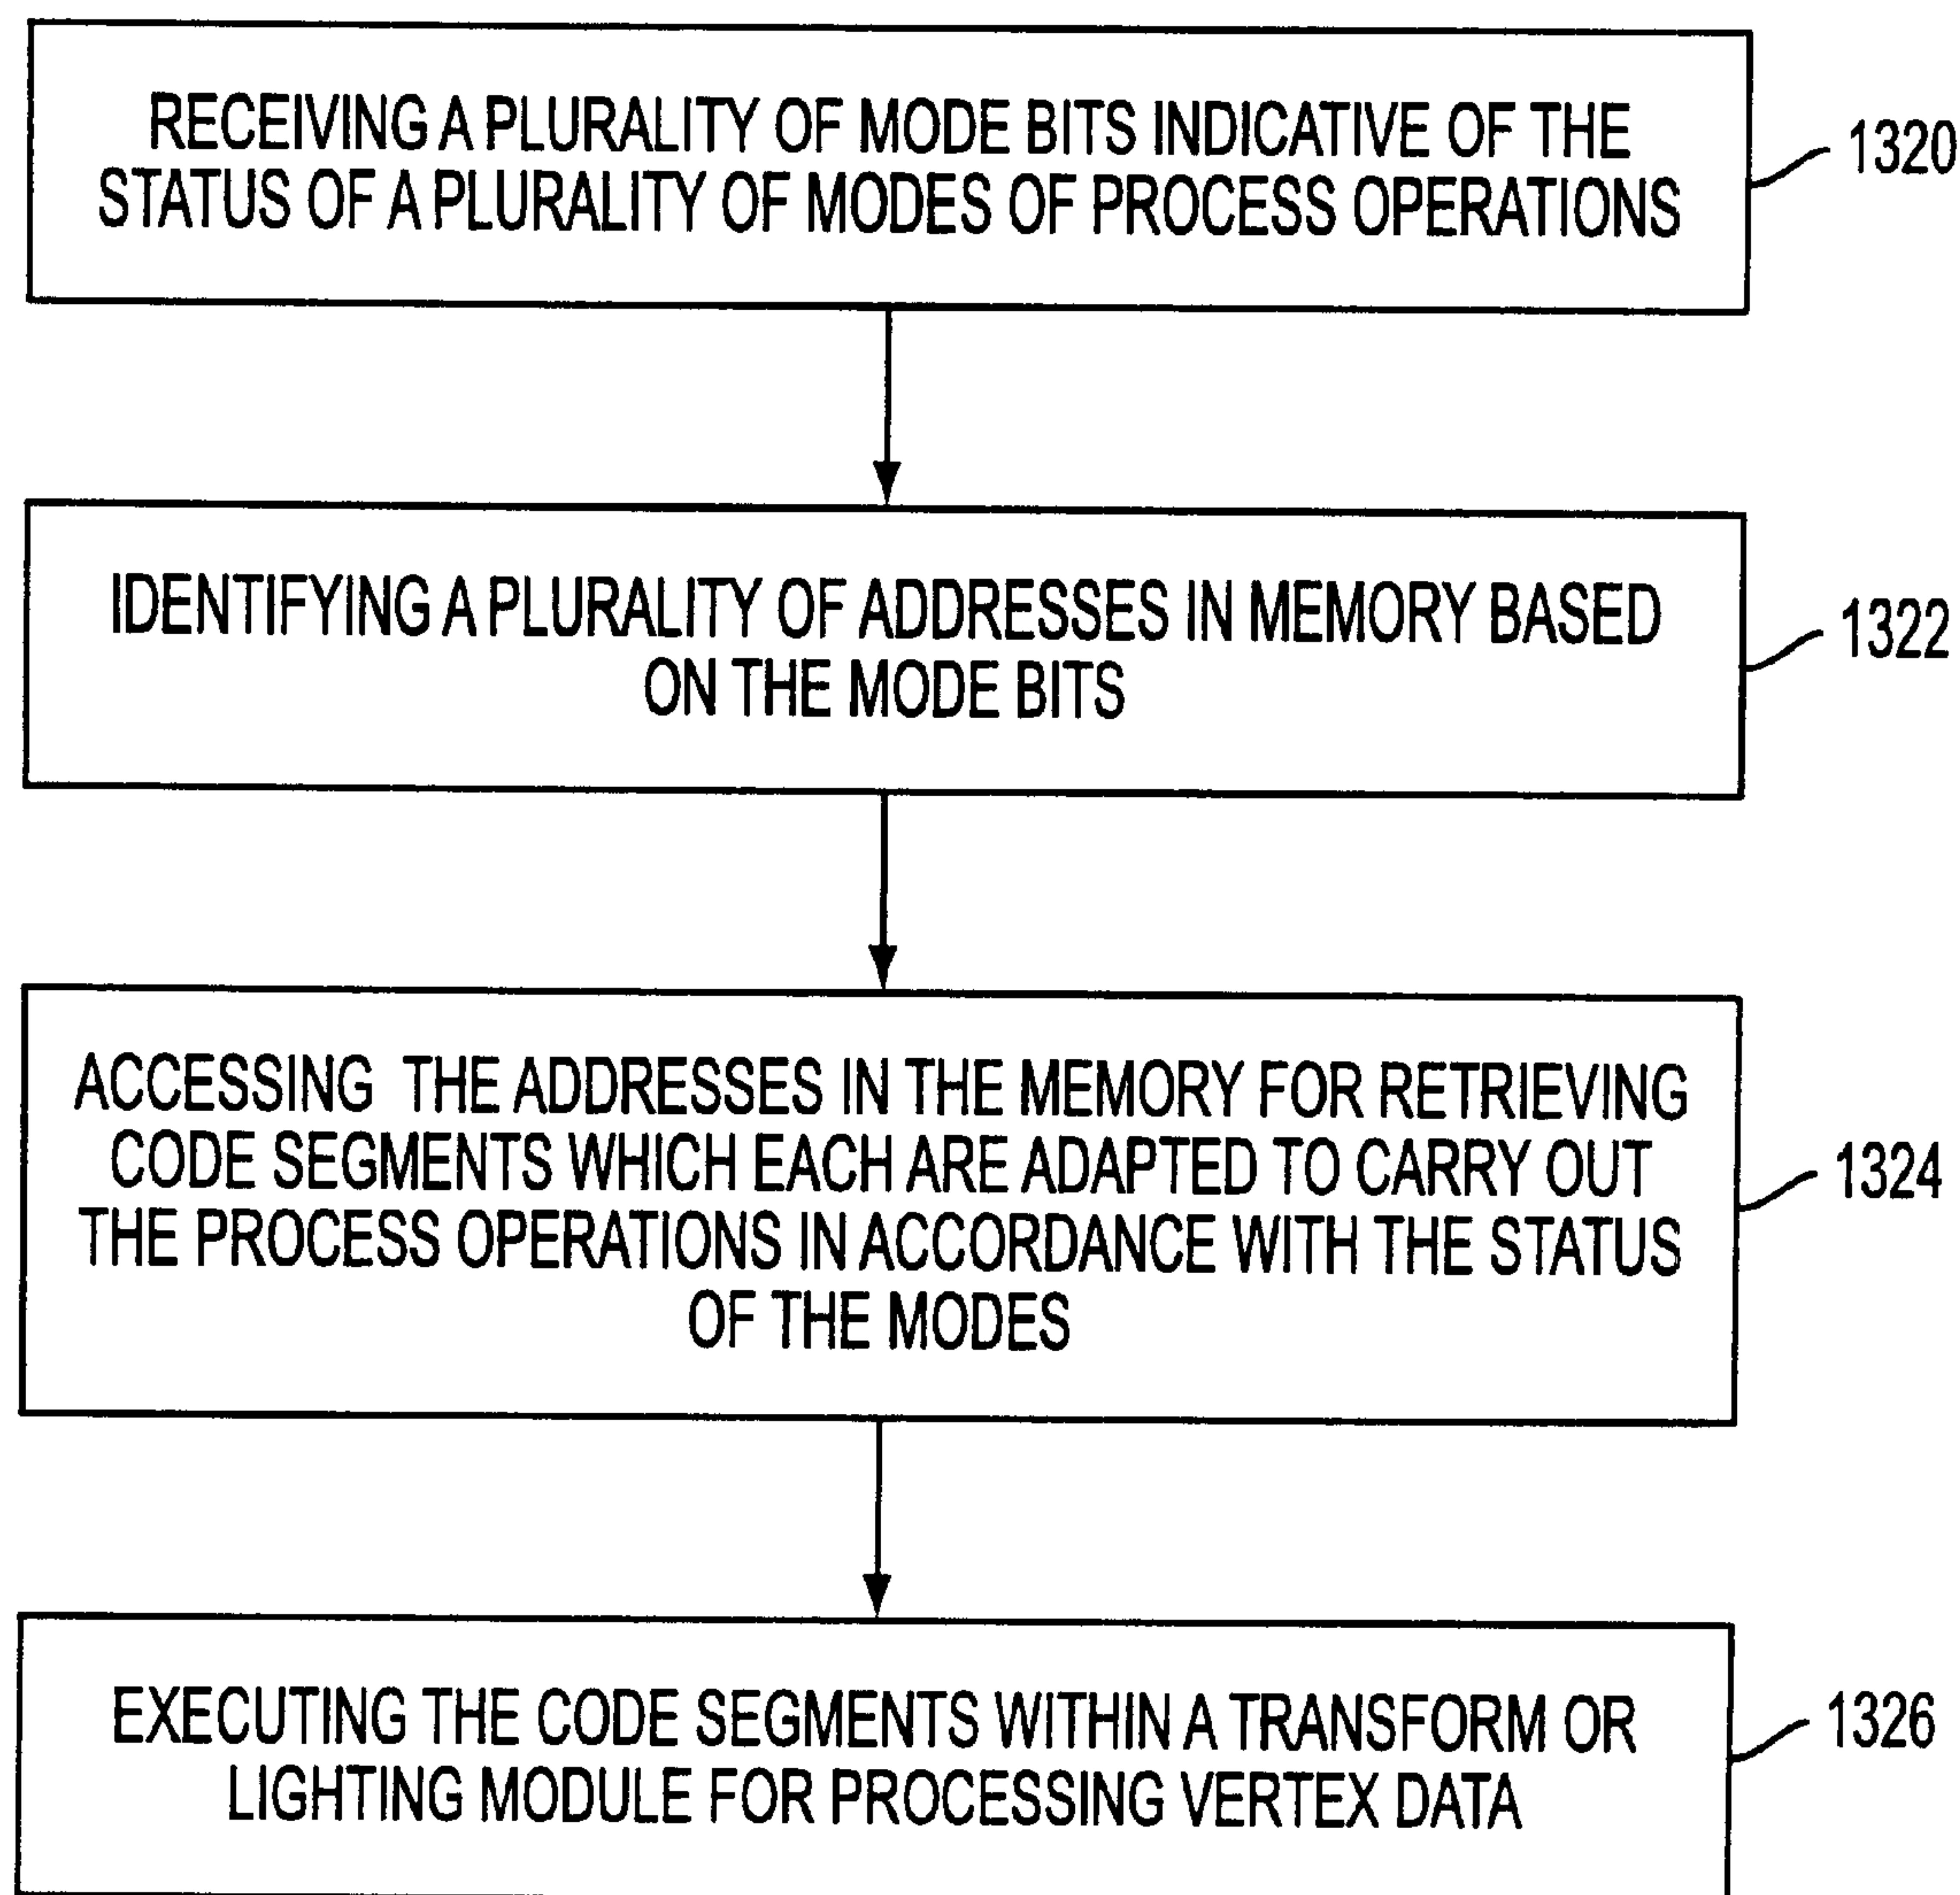 RECEIVING A PLURALITY OF MODE BITS INDICATIVE OF THE
STATUS OF A PLURALITY OF MODES OF PROCESS OPERATIONS
1320
IDENTIFYING A PLURALITY OF ADDRESSES IN MEMORY BASED
ON THE MODE BITS
1322
ACCESSING THE ADDRESSES IN THE MEMORY FOR RETRIEVING
CODE SEGMENTS WHICH EACH ARE ADAPTED TO CARRY OUT
THE PROCESS OPERATIONS IN ACCORDANCE WITH THE STATUS
OF THE MODES
1324
EXECUTING THE CODE SEGMENTS WITHIN A TRANSFORM OR
LIGHTING MODULE FOR PROCESSING VERTEX DATA
1326